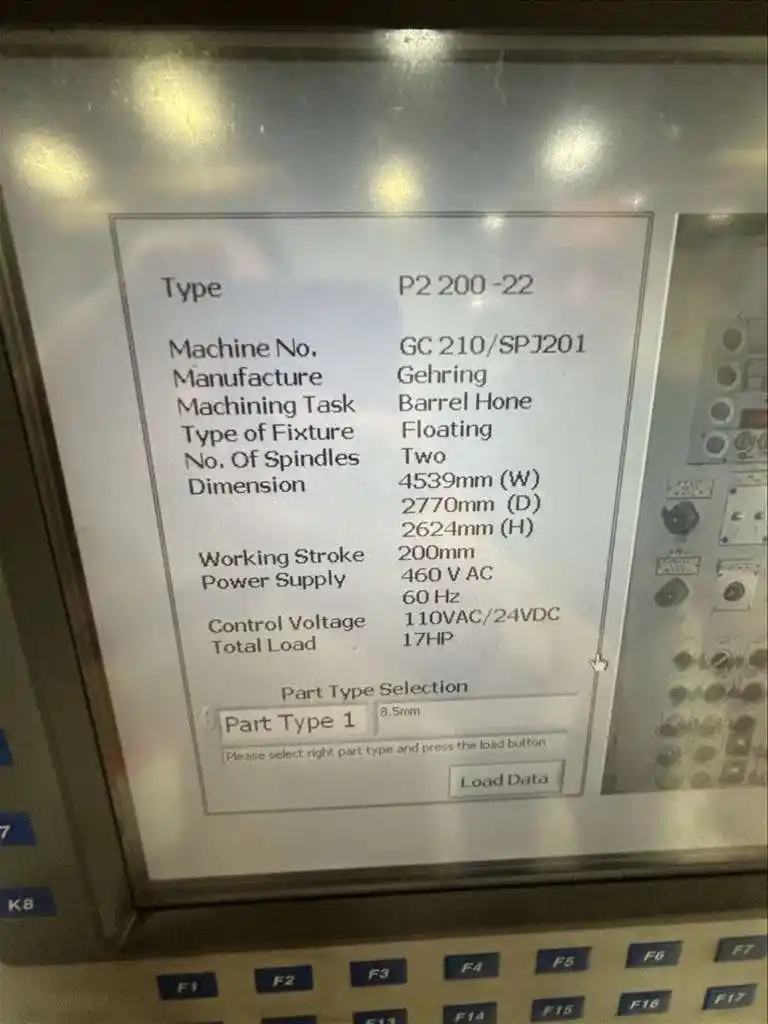 Type P2 200 -22
Machine No. GC 210/SPJ201
Manufacture Gehring
Machining Task Barrel Hone
Type of Fixture Floating
No. Of Spindles Two
Dimension 4539mm (W)
2770mm (D)
2624mm (H)
Working Stroke 200mm
Power Supply 460 V AC
60 Hz
Control Voltage 110VAC/24VDC
Total Load 17HP
Part Type Selection
Part Type 1 8.5mm
Please select right part type and press the load button
Load Data
7
K8
F1 F2 F3 F4 F5 F6 F7
F13 F14 F15 F16 F17